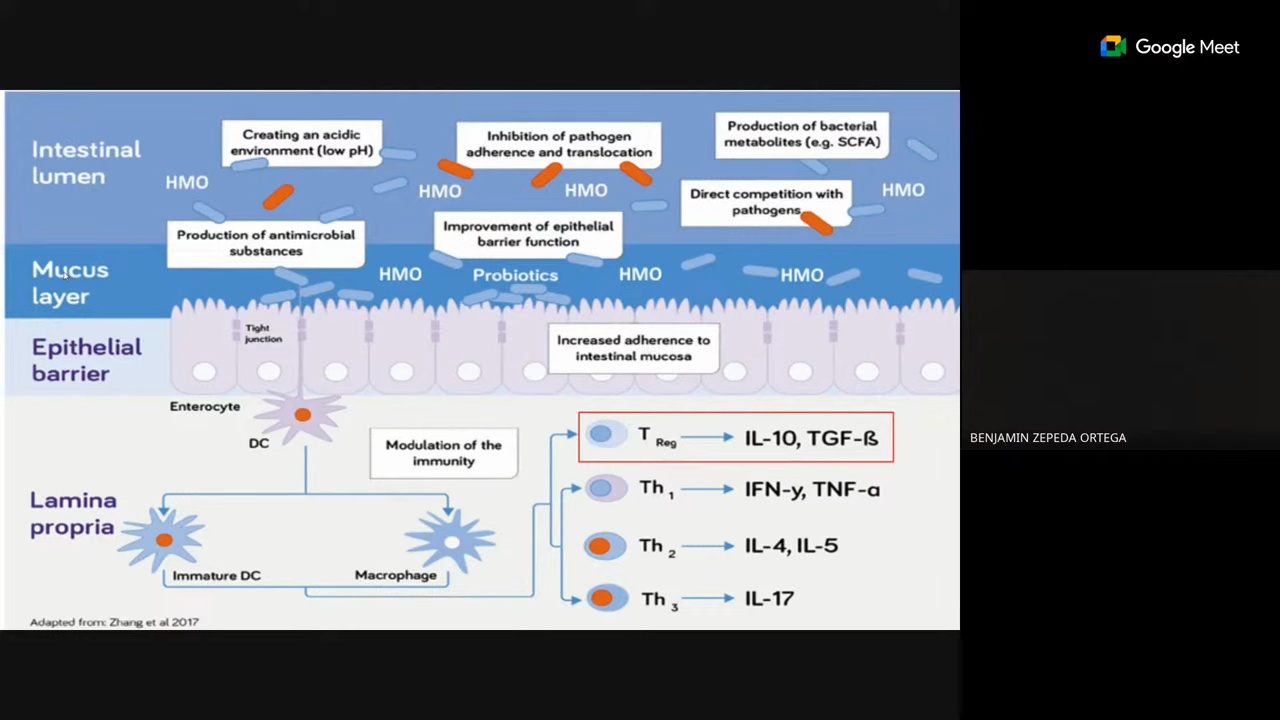 Google Meet
Intestinal
lumen
Creating an acidic
environment (low pH)
Inhibition of pathogen
adherence and translocation
Production of bacterial
metabolites (e.g. SCFA)
HMO
HMO
HMO
HMO
Direct competition with
pathogens
Production of antimicrobial
substances
Improvement of epithelial
barrier function
Mucus
layer
HMO
Probiotics
HMO
HMO
Epithelial
barrier
Tight
junction
Increased adherence to
intestinal mucosa
Enterocyte
DC
Modulation of the
immunity
T Reg IL-10, TGF-ß
Th 1 IFN-y, TNF-α
Th 2 IL-4, IL-5
Th 3 IL-17
Lamina
propria
Immature DC
Macrophage
Adapted from: Zhang et al 2017
BENJAMIN ZEPEDA ORTEGA